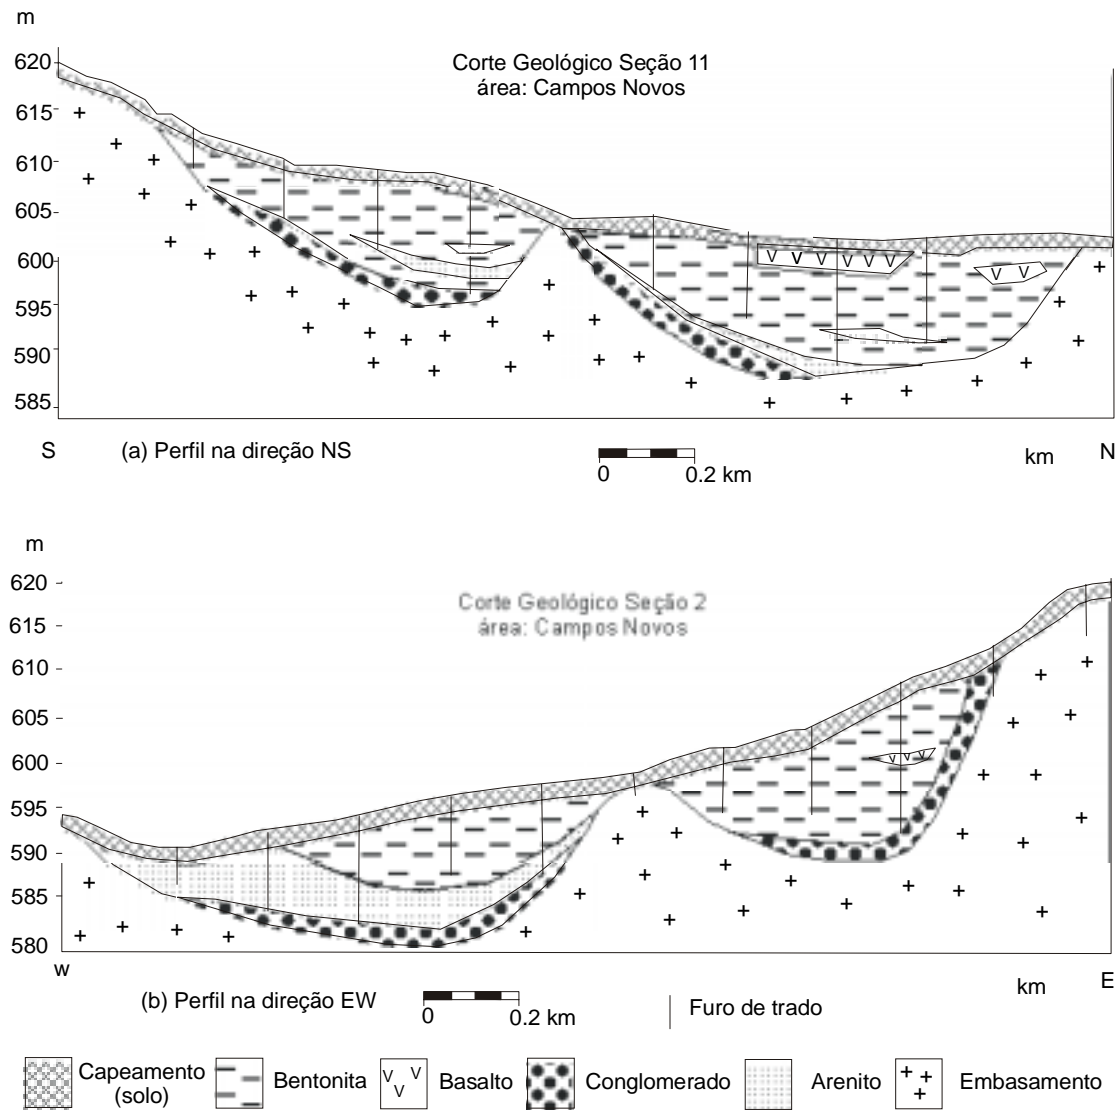 m
Corte Geológico Seção 11
área: Campos Novos
620
615
610
605
600
595
590
585
S
(a) Perfil na direção NS
0
0.2 km
km
N
m
Corte Geológico Seção 2
área: Campos Novos
620
615
610
605
600
595
590
585
580
w
(b) Perfil na direção EW
0
0.2 km
Furo de trado
km
E
Capeamento
(solo)
Bentonita
Basalto
Conglomerado
Arenito
Embasamento